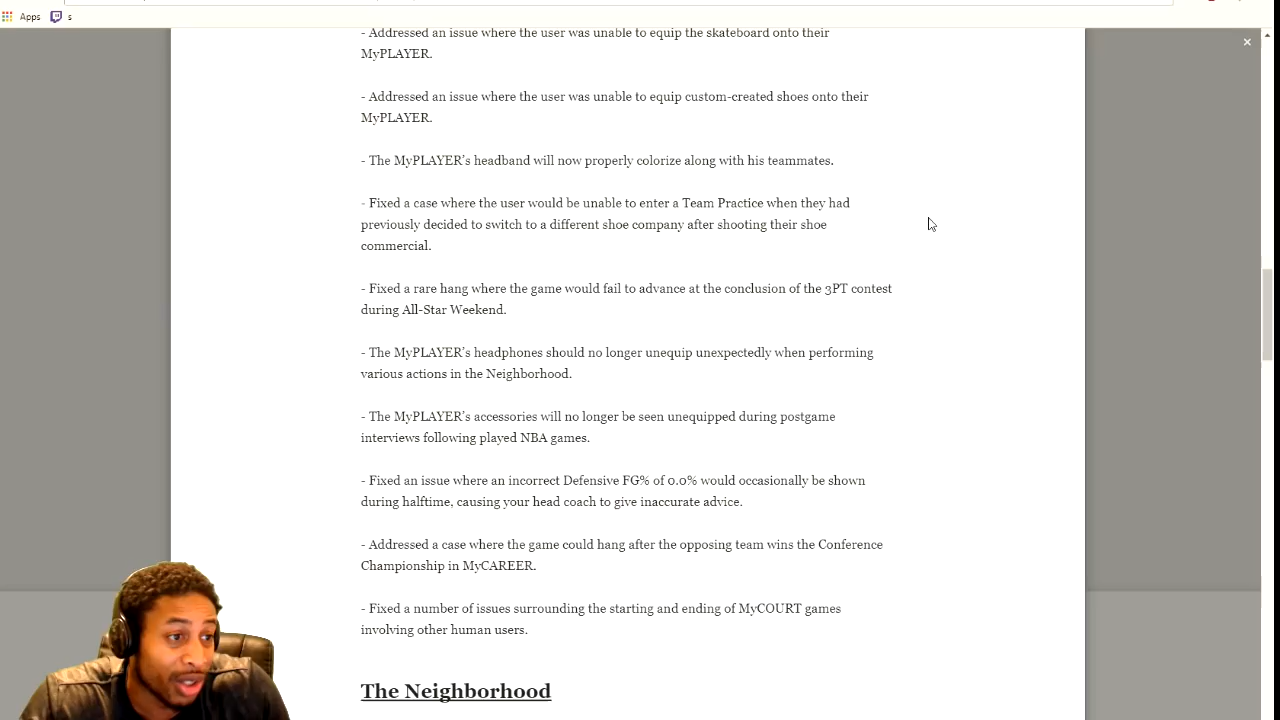 Apps s
- Addressed an issue where the user was unable to equip the skateboard onto their
MyPLAYER.
- Addressed an issue where the user was unable to equip custom-created shoes onto their
MyPLAYER.
- The MyPLAYER's headband will now properly colorize along with his teammates.
- Fixed a case where the user would be unable to enter a Team Practice when they had
previously decided to switch to a different shoe company after shooting their shoe
commercial.
- Fixed a rare hang where the game would fail to advance at the conclusion of the 3PT contest
during All-Star Weekend.
- The MyPLAYER's headphones should no longer unequip unexpectedly when performing
various actions in the Neighborhood.
- The MyPLAYER's accessories will no longer be seen unequipped during postgame
interviews following played NBA games.
- Fixed an issue where an incorrect Defensive FG% of 0.0% would occasionally be shown
during halftime, causing your head coach to give inaccurate advice.
- Addressed a case where the game could hang after the opposing team wins the Conference
Championship in MyCAREER.
- Fixed a number of issues surrounding the starting and ending of MyCOURT games
involving other human users.
The Neighborhood